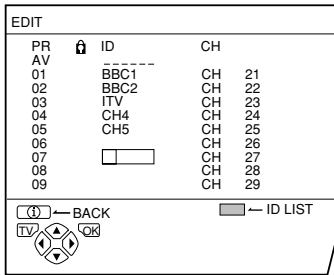 EDIT
PR ID CH
AV ______
01 BBC1 CH 21
02 BBC2 CH 22
03 ITV CH 23
04 CH4 CH 24
05 CH5 CH 25
06 CH 26
07 CH 27
08 CH 28
09 CH 29
BACK ID LIST
TV OK